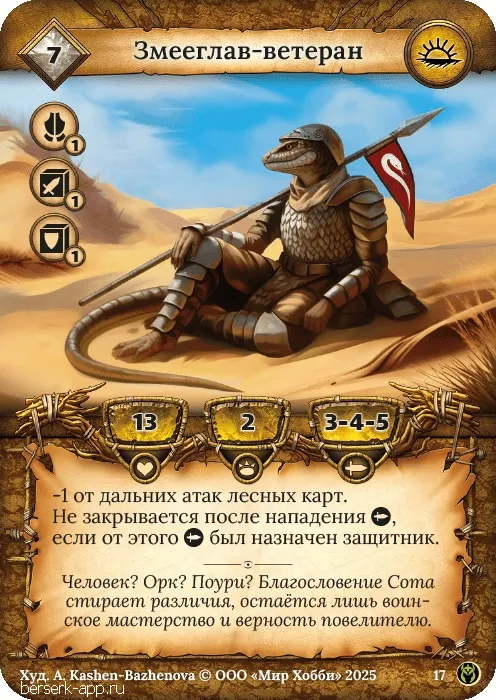 7
Змееглав-ветеран
1
1
1
13
2
3-4-5
-1 от дальних атак лесных карт.
Не закрывается после нападения ,
если от этого был назначен защитник.
Человек? Орк? Поури? Благословение Сота
стирает различия, остаётся лишь воин-
ское мастерство и верность повелителю.
Худ. A. Kashen-Bazhenova © ООО «Мир Хобби» 2025
17
berserk-app.ru